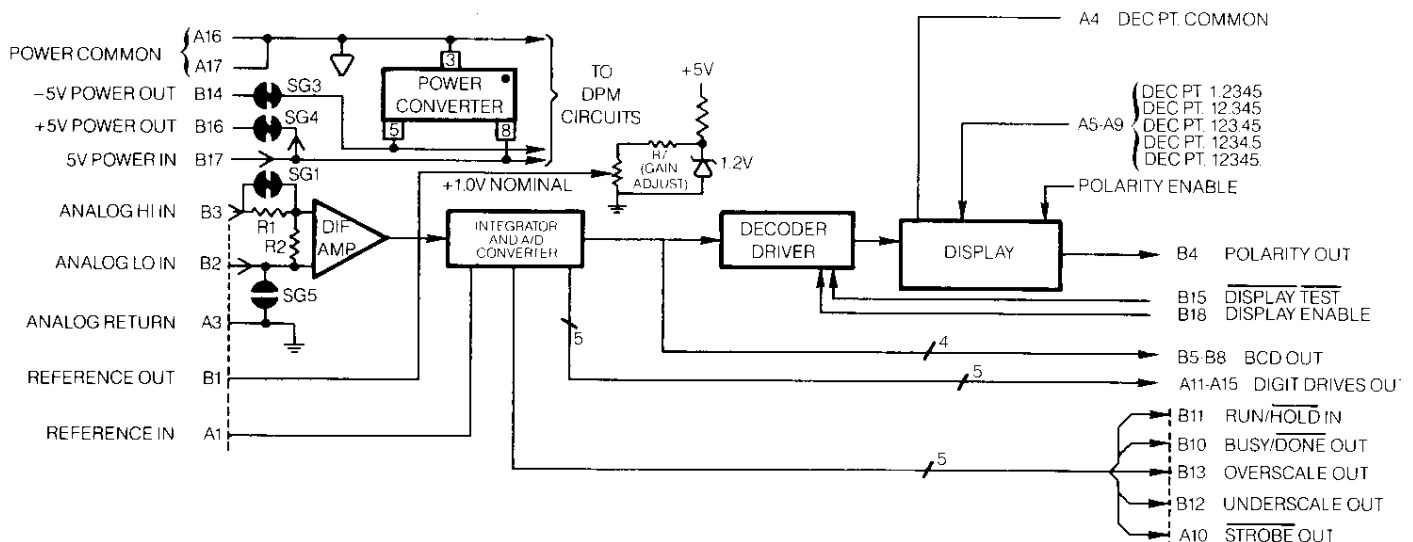 POWER COMMON
A16
A17
-5V POWER OUT B14 SG3
+5V POWER OUT B16 SG4
5V POWER IN B17
SG1
ANALOG HI IN B3
R1
R2
ANALOG LO IN B2
SG5
ANALOG RETURN A3
REFERENCE OUT B1
REFERENCE IN A1
3
POWER
CONVERTER
5 8
TO
DPM
CIRCUITS
+5V
R7
(GAIN
ADJUST)
1.2V
+1.0V NOMINAL
DIF
AMP
INTEGRATOR
AND A/D
CONVERTER
DECODER
DRIVER
DISPLAY
A4 DEC PT. COMMON
A5-A9
DEC PT. 1.2345
DEC PT. 12.345
DEC PT. 123.45
DEC PT. 1234.5
DEC PT. 12345.
POLARITY ENABLE
B4 POLARITY OUT
B15 DISPLAY TEST
B18 DISPLAY ENABLE
5
4
B5-B8 BCD OUT
5
A11-A15 DIGIT DRIVES OUT
B11 RUN/HOLD IN
B10 BUSY/DONE OUT
5
B13 OVERSCALE OUT
B12 UNDERSCALE OUT
A10 STROBE OUT